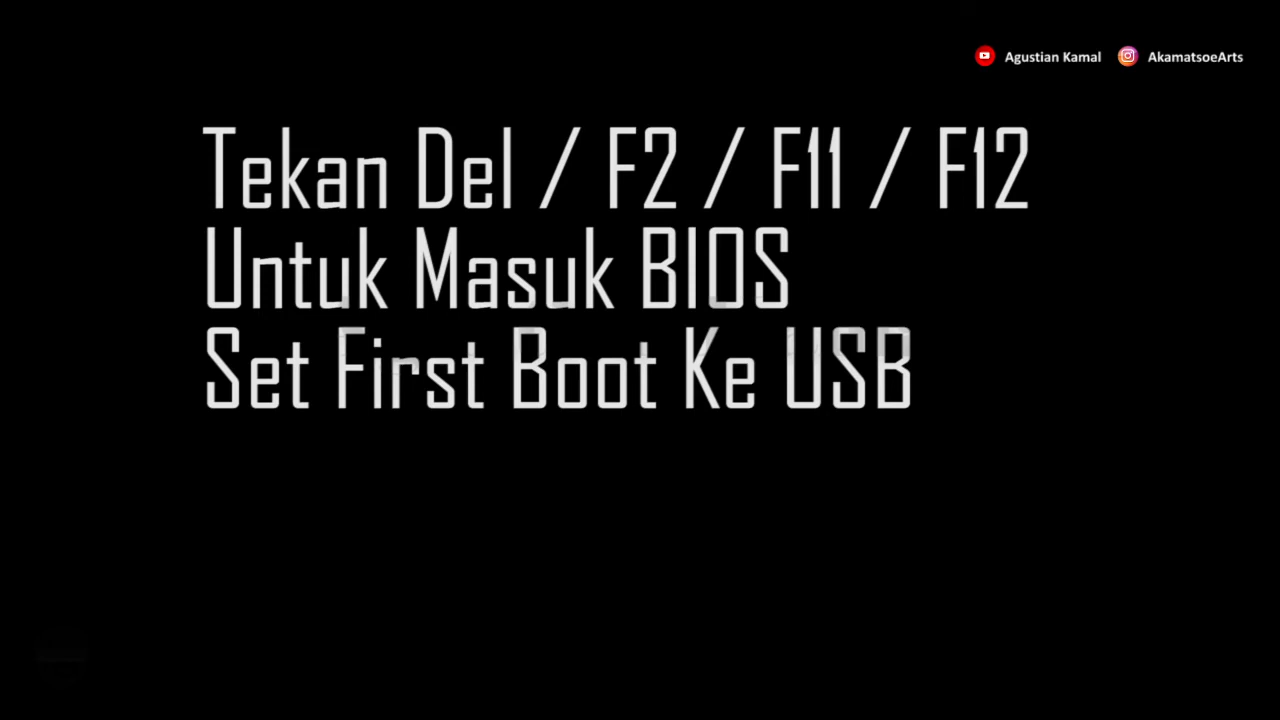 Agustian Kamal AkamatsoeArts
Tekan Del / F2 / F11 / F12
Untuk Masuk BIOS
Set First Boot Ke USB